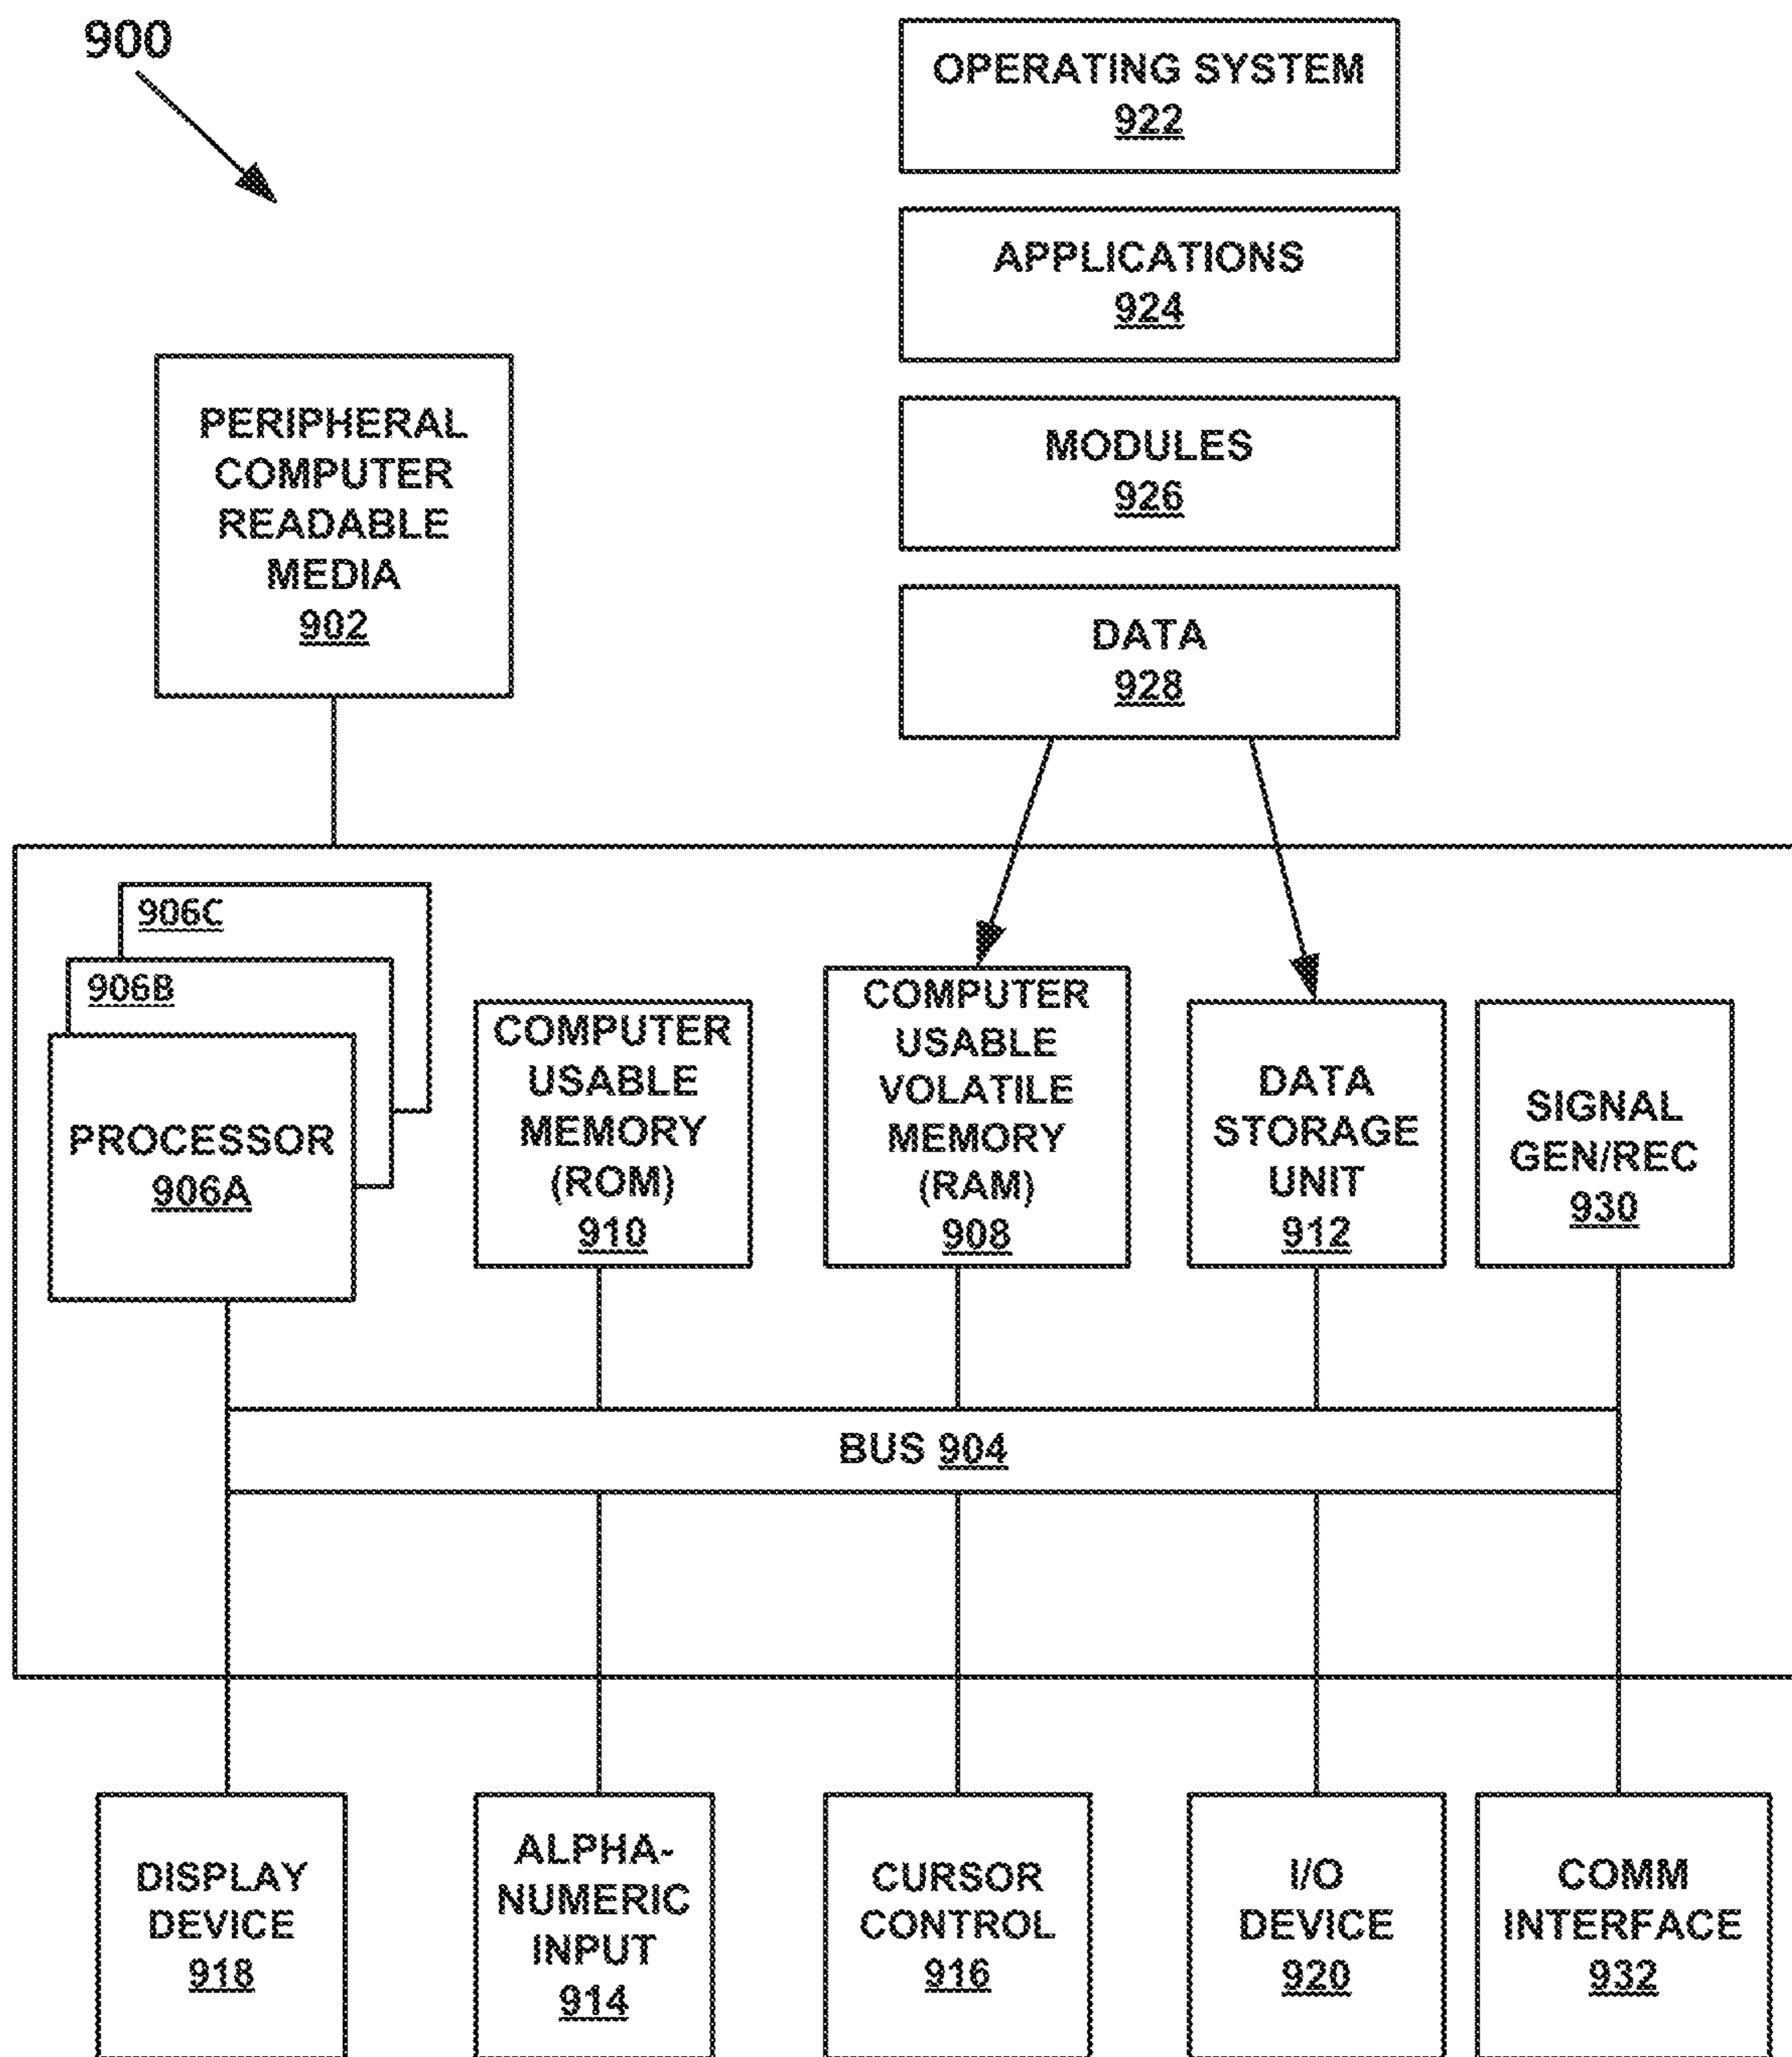 900
OPERATING SYSTEM
922
APPLICATIONS
924
MODULES
926
DATA
928
PERIPHERAL
COMPUTER
READABLE
MEDIA
902
906C
906B
PROCESSOR
906A
COMPUTER
USABLE
MEMORY
(ROM)
910
COMPUTER
USABLE
VOLATILE
MEMORY
(RAM)
908
DATA
STORAGE
UNIT
912
SIGNAL
GEN/REC
930
BUS 904
DISPLAY
DEVICE
918
ALPHA-
NUMERIC
INPUT
914
CURSOR
CONTROL
916
I/O
DEVICE
920
COMM
INTERFACE
932